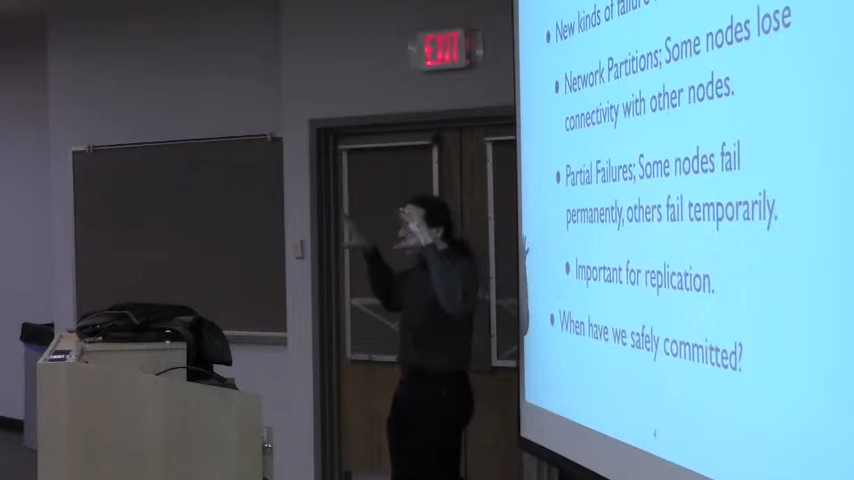 EXIT
• New kinds of failure
• Network Partitions; Some nodes lose
connectivity with other nodes.
• Partial Failures; Some nodes fail
permanently, others fail temporarily.
• Important for replication.
• When have we safely committed?